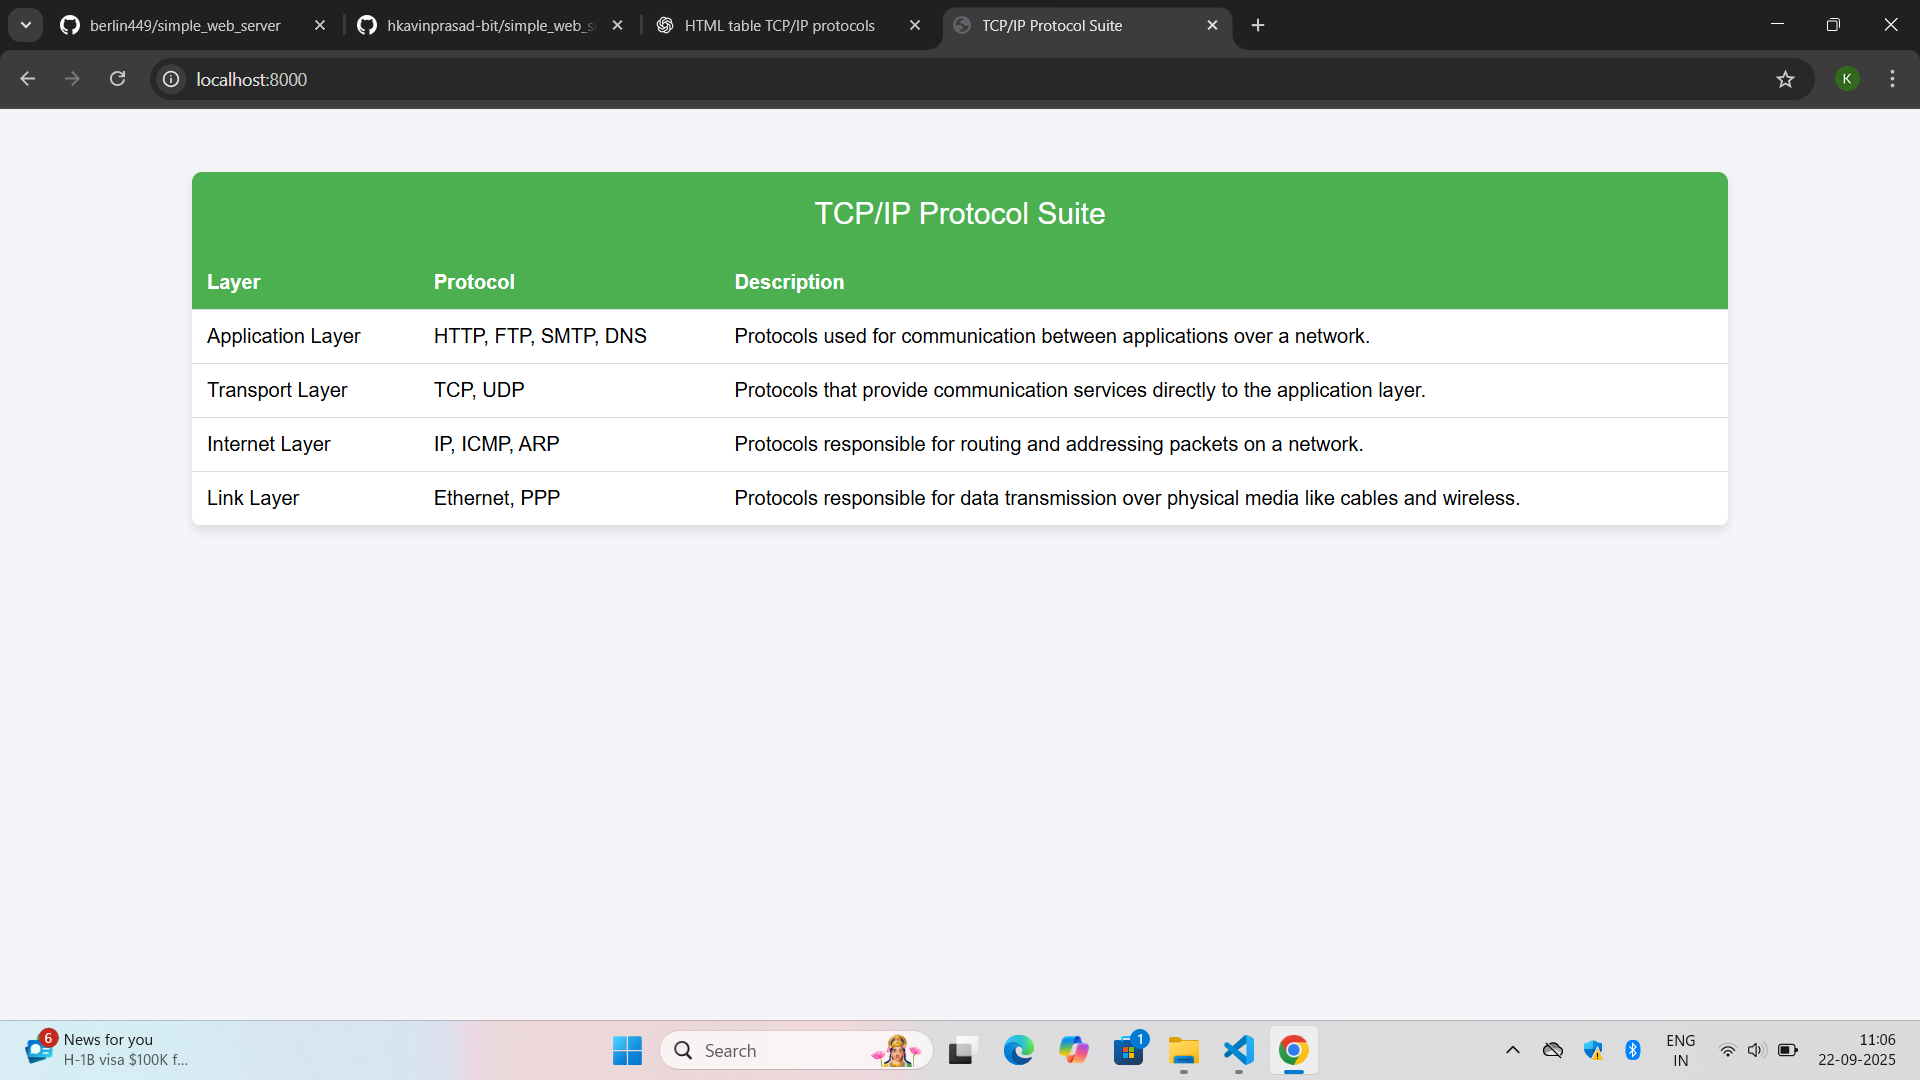 berlin449/simple_web_server
hkavinprasad-bit/simple_web_s
HTML table TCP/IP protocols
TCP/IP Protocol Suite
localhost:8000
K
TCP/IP Protocol Suite
Layer Protocol Description
Application Layer HTTP, FTP, SMTP, DNS Protocols used for communication between applications over a network.
Transport Layer TCP, UDP Protocols that provide communication services directly to the application layer.
Internet Layer IP, ICMP, ARP Protocols responsible for routing and addressing packets on a network.
Link Layer Ethernet, PPP Protocols responsible for data transmission over physical media like cables and wireless.
6
News for you
H-1B visa $100K f...
Search
1
ENG
IN
11:06
22-09-2025